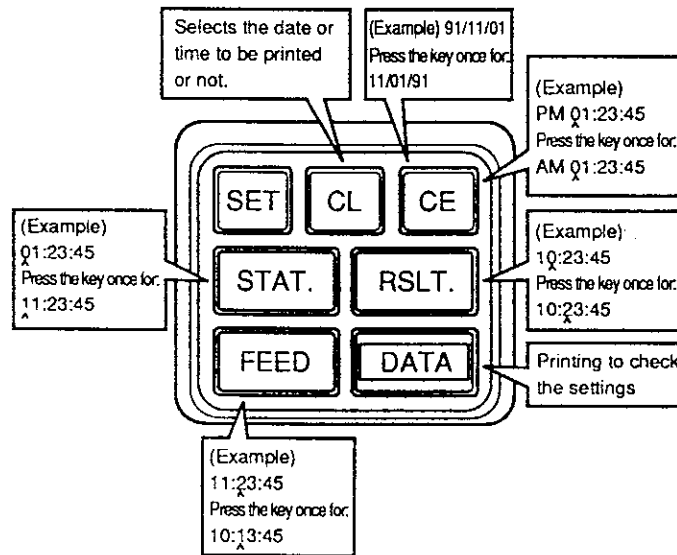 Selects the date or
time to be printed
or not.
(Example) 91/11/01
Press the key once for:
11/01/91
(Example)
PM 01:23:45
Press the key once for:
AM 01:23:45
SET
CL
CE
(Example)
01:23:45
Press the key once for:
11:23:45
STAT.
RSLT.
(Example)
10:23:45
Press the key once for:
10:23:45
FEED
DATA
Printing to check
the settings
(Example)
11:23:45
Press the key once for:
10:13:45